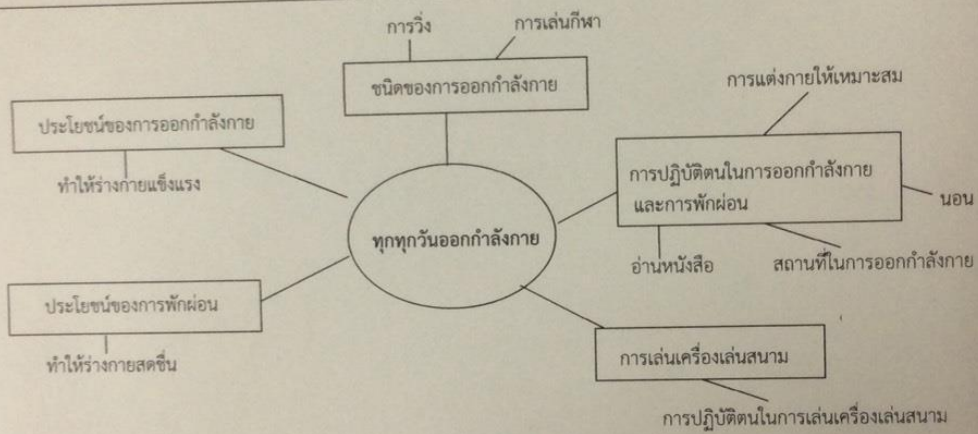 การวิ่ง
การเล่นกีฬา
ชนิดของการออกกำลังกาย
การแต่งกายให้เหมาะสม
ประโยชน์ของการออกกำลังกาย
ทำให้ร่างกายแข็งแรง
การปฏิบัติตนในการออกกำลังกาย
และการพักผ่อน
นอน
ทุกทุกวันออกกำลังกาย
อ่านหนังสือ
สถานที่ในการออกกำลังกาย
ประโยชน์ของการพักผ่อน
ทำให้ร่างกายสดชื่น
การเล่นเครื่องเล่นสนาม
การปฏิบัติตนในการเล่นเครื่องเล่นสนาม